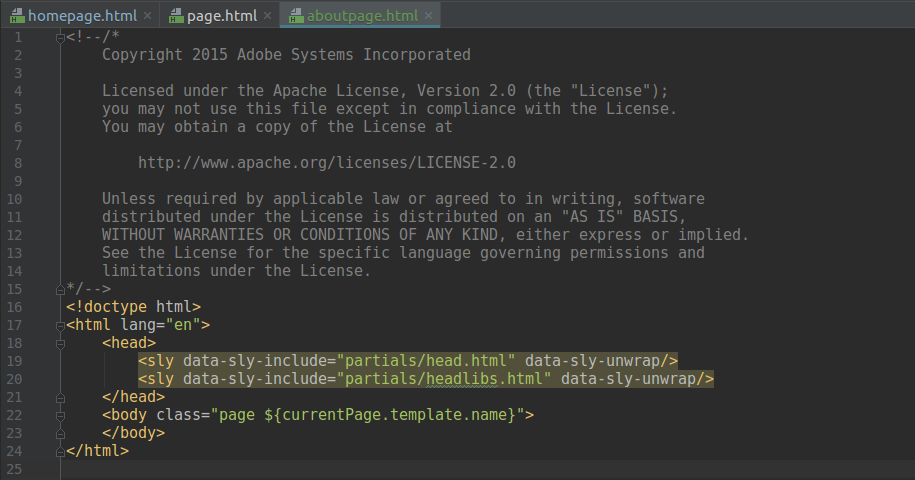 homepage.html × page.html × aboutpage.html ×
1 <!--/*
2 Copyright 2015 Adobe Systems Incorporated
3
4 Licensed under the Apache License, Version 2.0 (the "License");
5 you may not use this file except in compliance with the License.
6 You may obtain a copy of the License at
7
8 http://www.apache.org/licenses/LICENSE-2.0
9
10 Unless required by applicable law or agreed to in writing, software
11 distributed under the License is distributed on an "AS IS" BASIS,
12 WITHOUT WARRANTIES OR CONDITIONS OF ANY KIND, either express or implied.
13 See the License for the specific language governing permissions and
14 limitations under the License.
15 */-->
16 <!doctype html>
17 <html lang="en">
18 <head>
19 <sly data-sly-include="partials/head.html" data-sly-unwrap/>
20 <sly data-sly-include="partials/headlibs.html" data-sly-unwrap/>
21 </head>
22 <body class="page ${currentPage.template.name}">
23 </body>
24 </html>
25